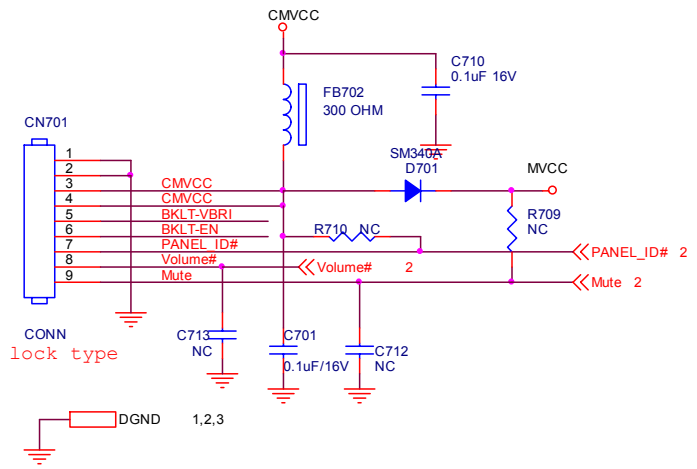 CMVCC
C710
0.1uF 16V
FB702
300 OHM
CN701
SM340A
D701
MVCC
1
2
3 CMVCC
4 CMVCC
5 BKLT-VBRI
6 BKLT-EN
7 PANEL_ID#
8 Volume#
9 Mute
R710 NC
R709
NC
PANEL_ID# 2
Volume# 2
Mute 2
C713
NC
C701
0.1uF/16V
C712
NC
CONN
lock type
DGND 1,2,3